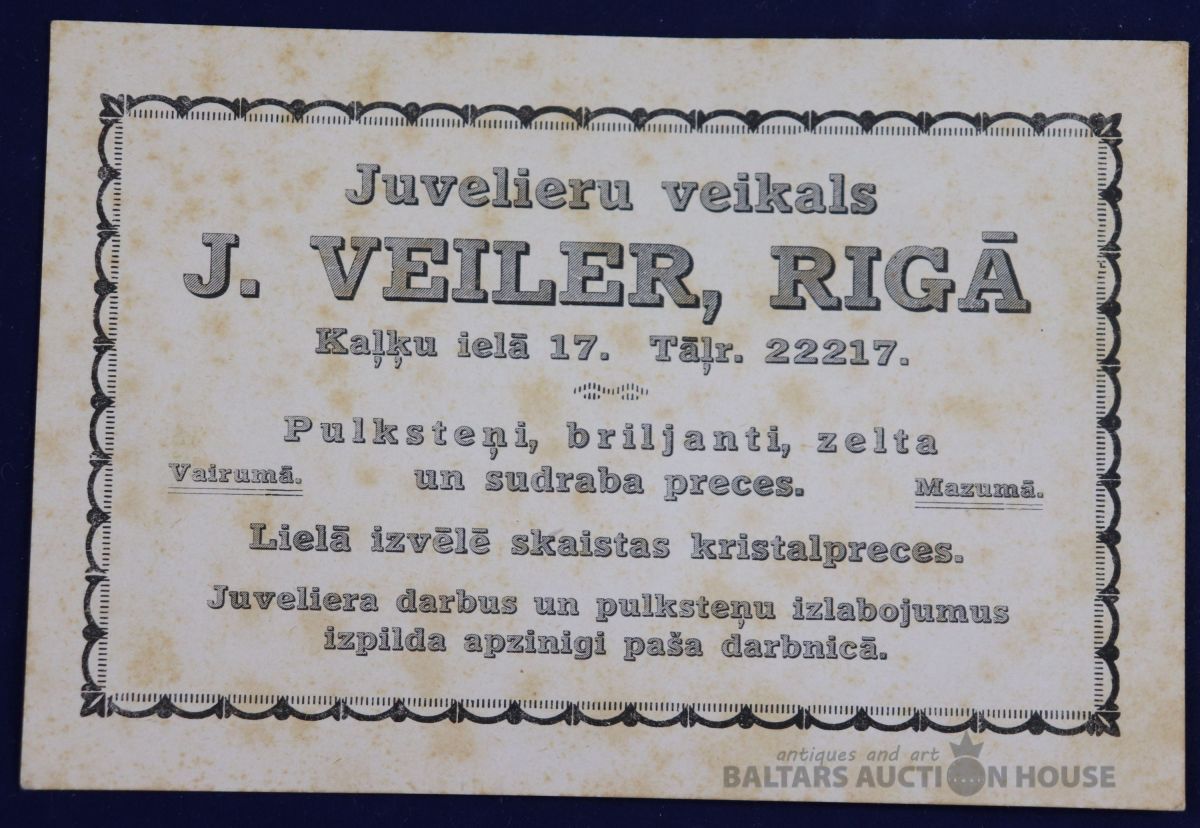 Juvelieru veikals
J. VEILER, RIGĀ
Kaļķu ielā 17. Tāļr. 22217.
Pulksteņi, briljanti, zelta
Vairumā. un sudraba preces. Mazumā.
Lielā izvēlē skaistas kristalpreces.
Juveliera darbus un pulksteņu izlabojumus
izpilda apzinigi paša darbnicā.
antiques and art
BALTARS AUCTION HOUSE